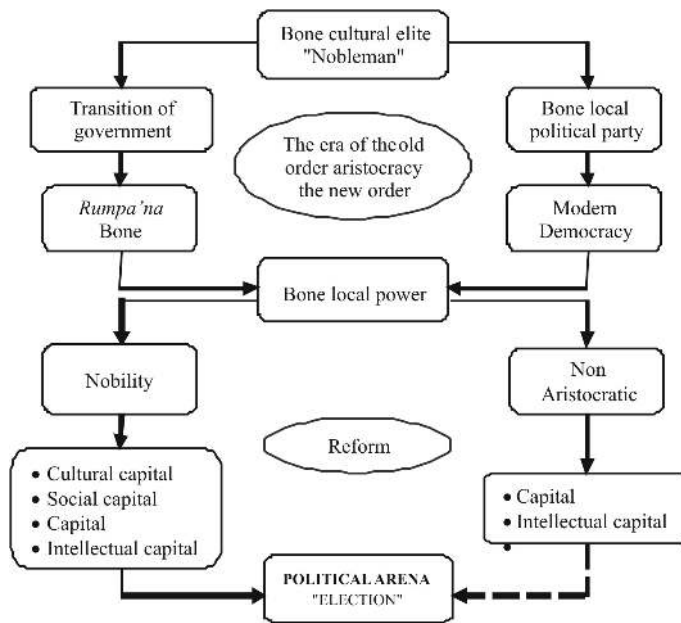 Bone cultural elite
"Nobleman"
Transition of
government
Bone local
political party
The era of the old
order aristocracy
the new order
Rumpa'na
Bone
Modern
Democracy
Bone local power
Nobility
Non
Aristocratic
Reform
• Cultural capital
• Social capital
• Capital
• Intellectual capital
• Capital
• Intellectual capital
•
POLITICAL ARENA
"ELECTION"